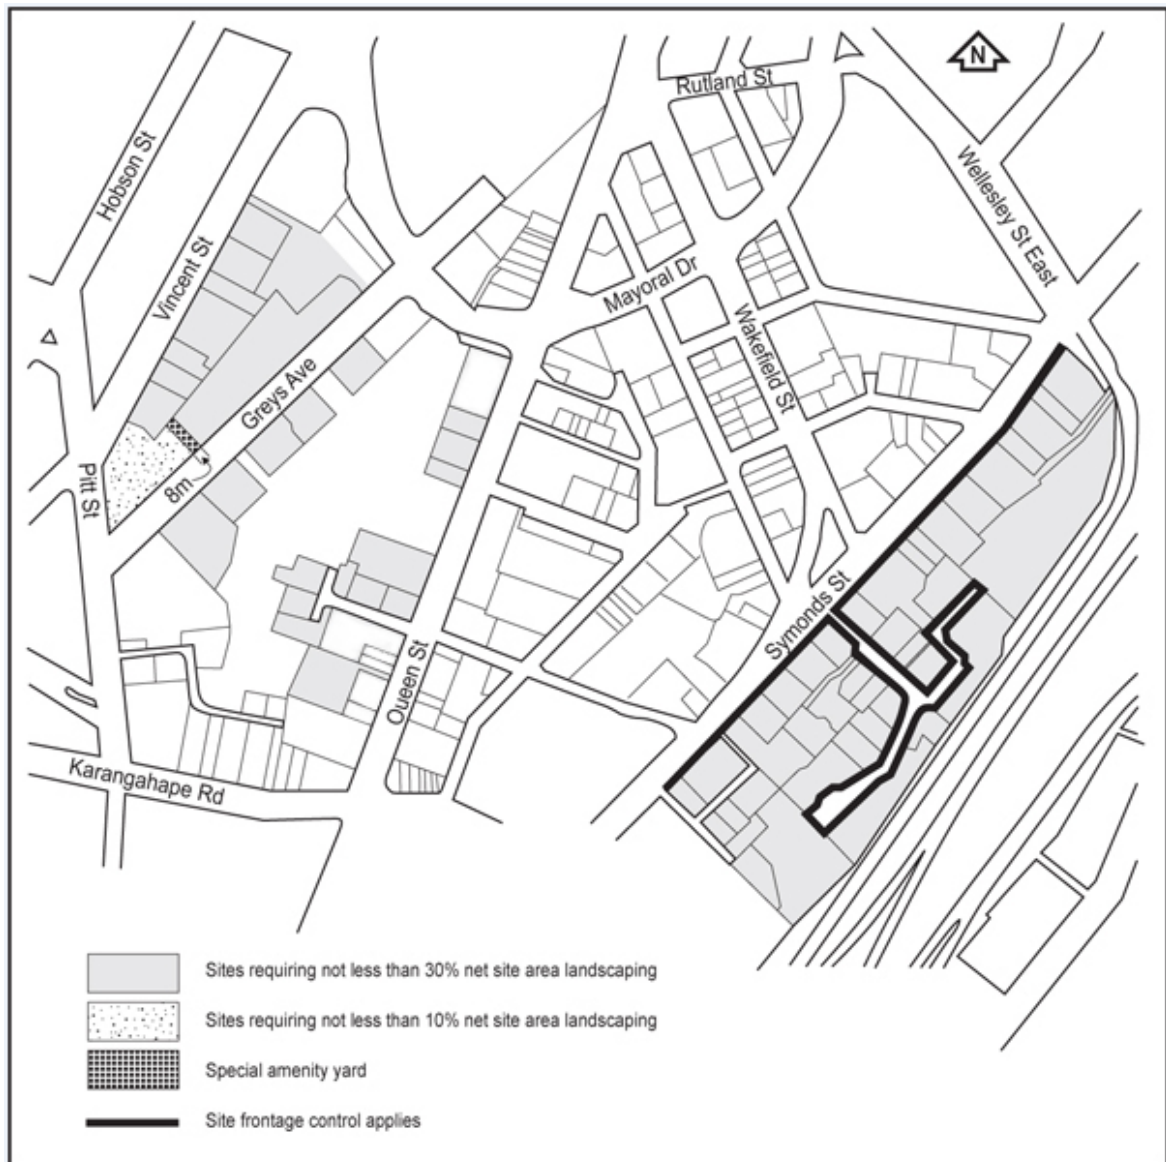 N
Rutland St
Hobson St
Wellesley St East
Vincent St
Mayoral Dr
Wakefield St
Greys Ave
8m
Pitt St
Symonds St
Queen St
Karangahape Rd
Sites requiring not less than 30% net site area landscaping
Sites requiring not less than 10% net site area landscaping
Special amenity yard
Site frontage control applies